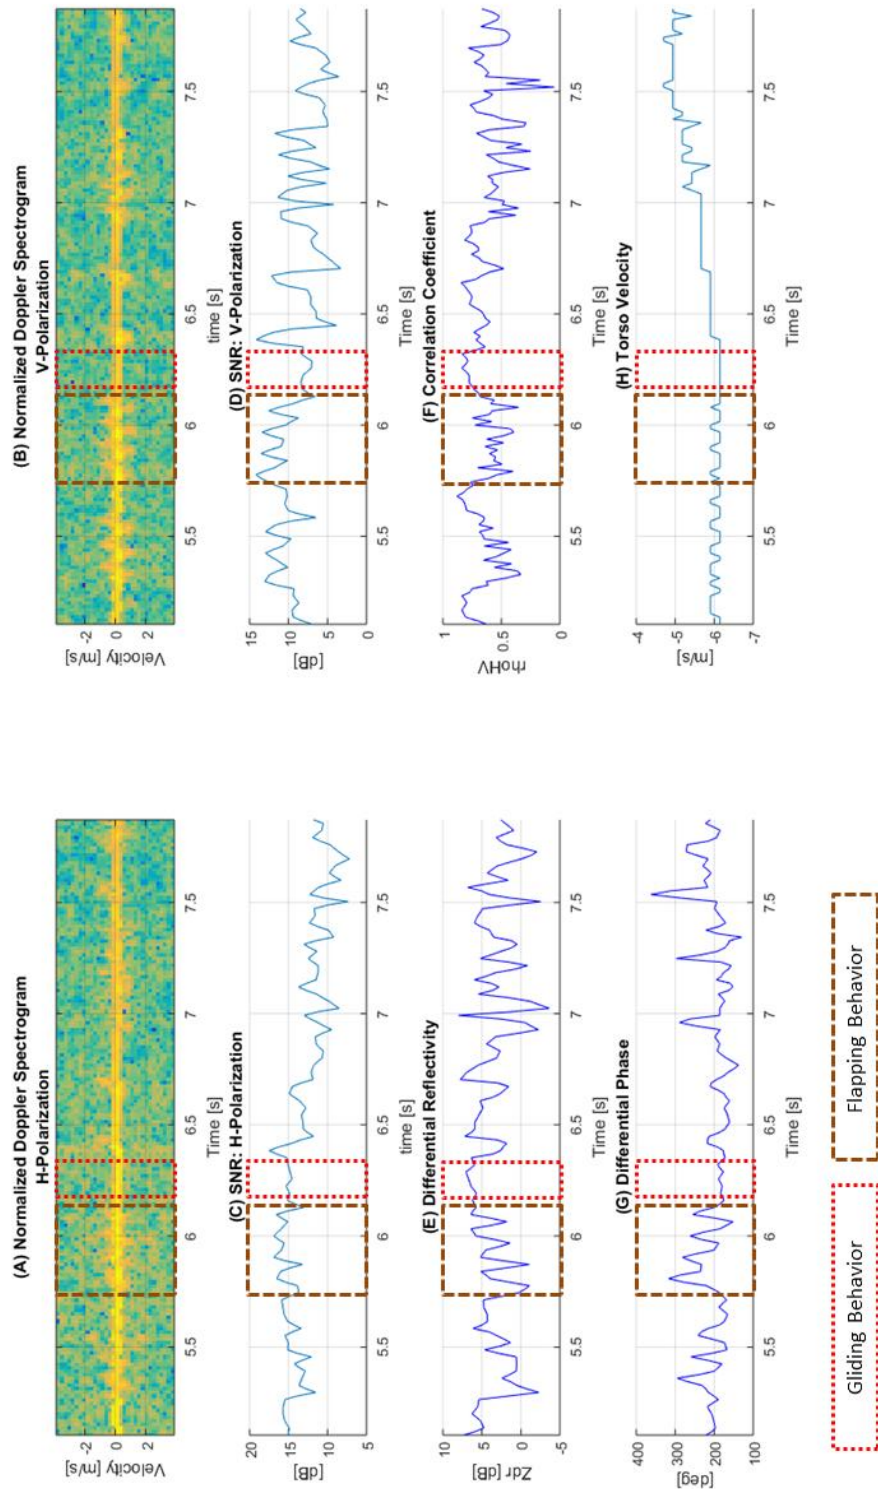 (A) Normalized Doppler Spectrogram
H-Polarization
Velocity [m/s]
-2
0
2
5.5 6 6.5 7 7.5
Time [s]
(C) SNR: H-Polarization
[dB]
20
15
10
5
5.5 6 6.5 7 7.5
time [s]
(E) Differential Reflectivity
Zdr [dB]
10
5
0
-5
5.5 6 6.5 7 7.5
Time [s]
(G) Differential Phase
[deg]
400
300
200
100
5.5 6 6.5 7 7.5
Time [s]
(B) Normalized Doppler Spectrogram
V-Polarization
Velocity [m/s]
-2
0
2
5.5 6 6.5 7 7.5
time [s]
(D) SNR: V-Polarization
[dB]
15
10
5
0
5.5 6 6.5 7 7.5
Time [s]
(F) Correlation Coefficient
rhoHV
1
0.5
0
5.5 6 6.5 7 7.5
Time [s]
(H) Torso Velocity
[m/s]
-4
-5
-6
-7
5.5 6 6.5 7 7.5
Time [s]
Gliding Behavior
Flapping Behavior